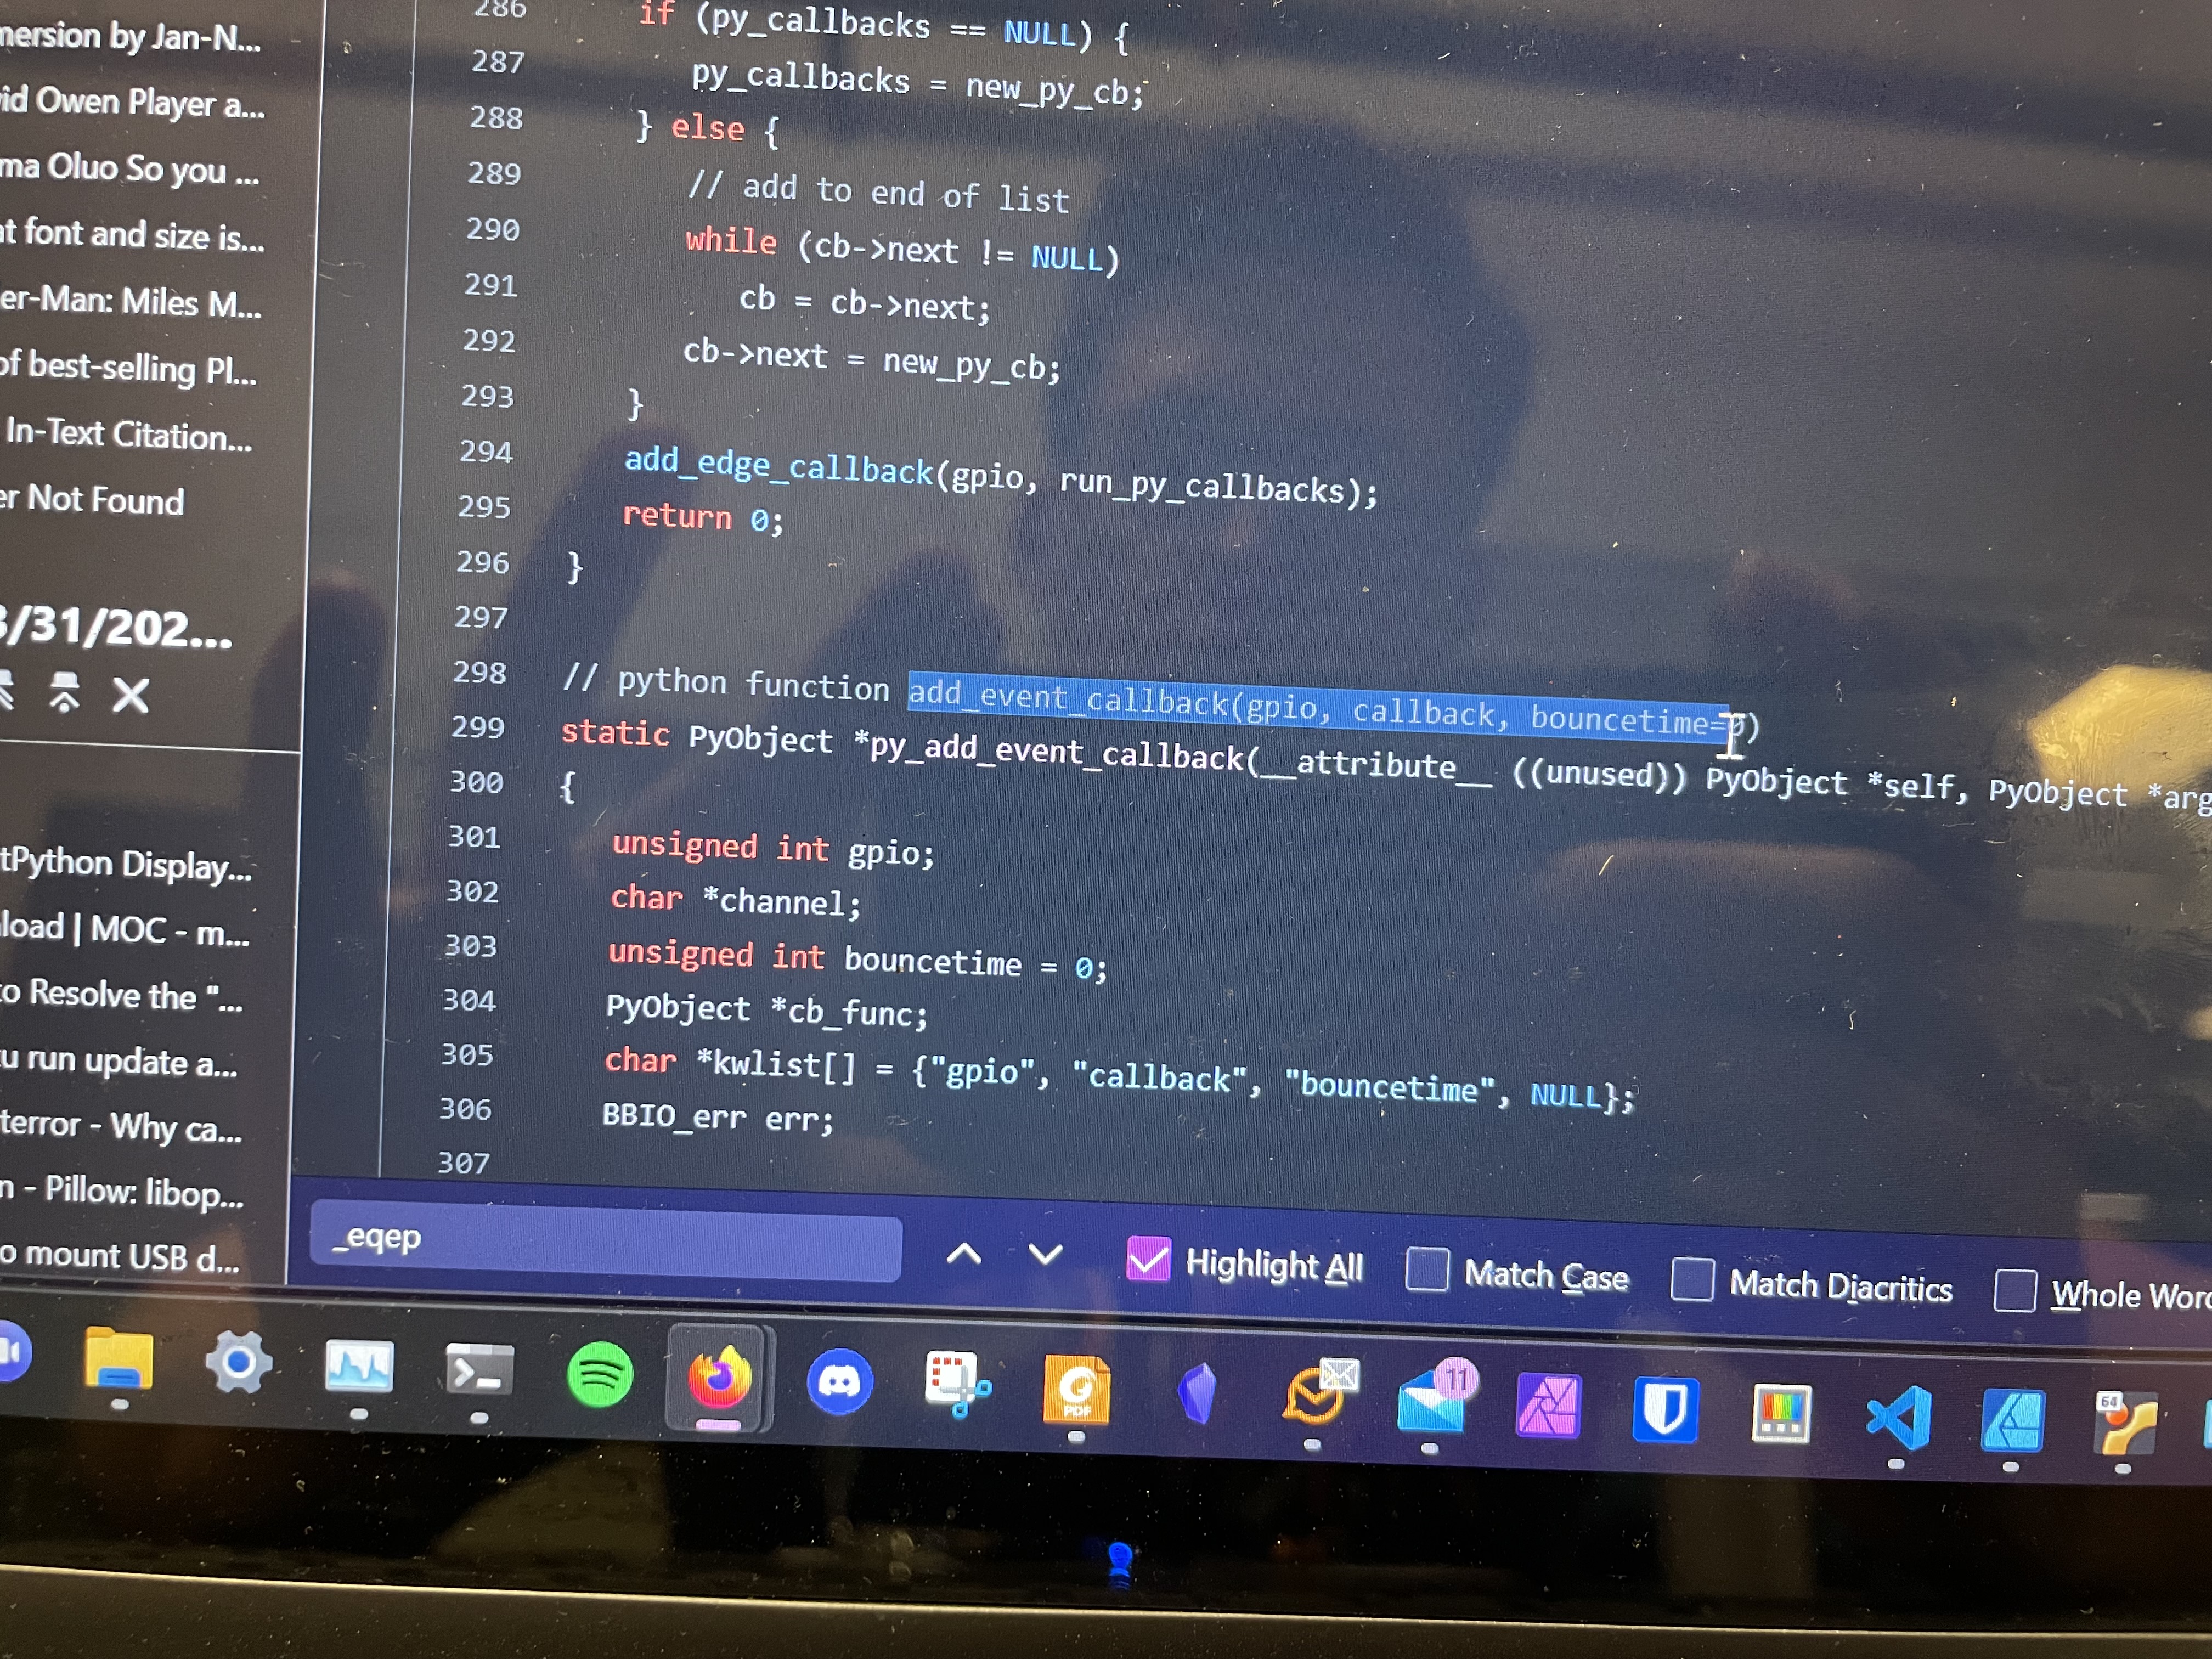 mersion by Jan-N...
id Owen Player a...
ma Oluo So you ...
at font and size is...
er-Man: Miles M...
of best-selling Pl...
In-Text Citation...
er Not Found
3/31/202...
tPython Display...
load | MOC - m...
to Resolve the "...
u run update a...
terror - Why ca...
n - Pillow: libop...
o mount USB d...
286 if (py_callbacks == NULL) {
287 py_callbacks = new_py_cb;
288 } else {
289 // add to end of list
290 while (cb->next != NULL)
291 cb = cb->next;
292 cb->next = new_py_cb;
293 }
294 add_edge_callback(gpio, run_py_callbacks);
295 return 0;
296 }
297
298 // python function add_event_callback(gpio, callback, bouncetime=0)
299 static PyObject *py_add_event_callback(__attribute__ ((unused)) PyObject *self, PyObject *arg
300 {
301 unsigned int gpio;
302 char *channel;
303 unsigned int bouncetime = 0;
304 PyObject *cb_func;
305 char *kwlist[] = {"gpio", "callback", "bouncetime", NULL};
306 BBIO_err err;
307
_eqep Highlight All Match Case Match Diacritics Whole Word
PDF 11 64